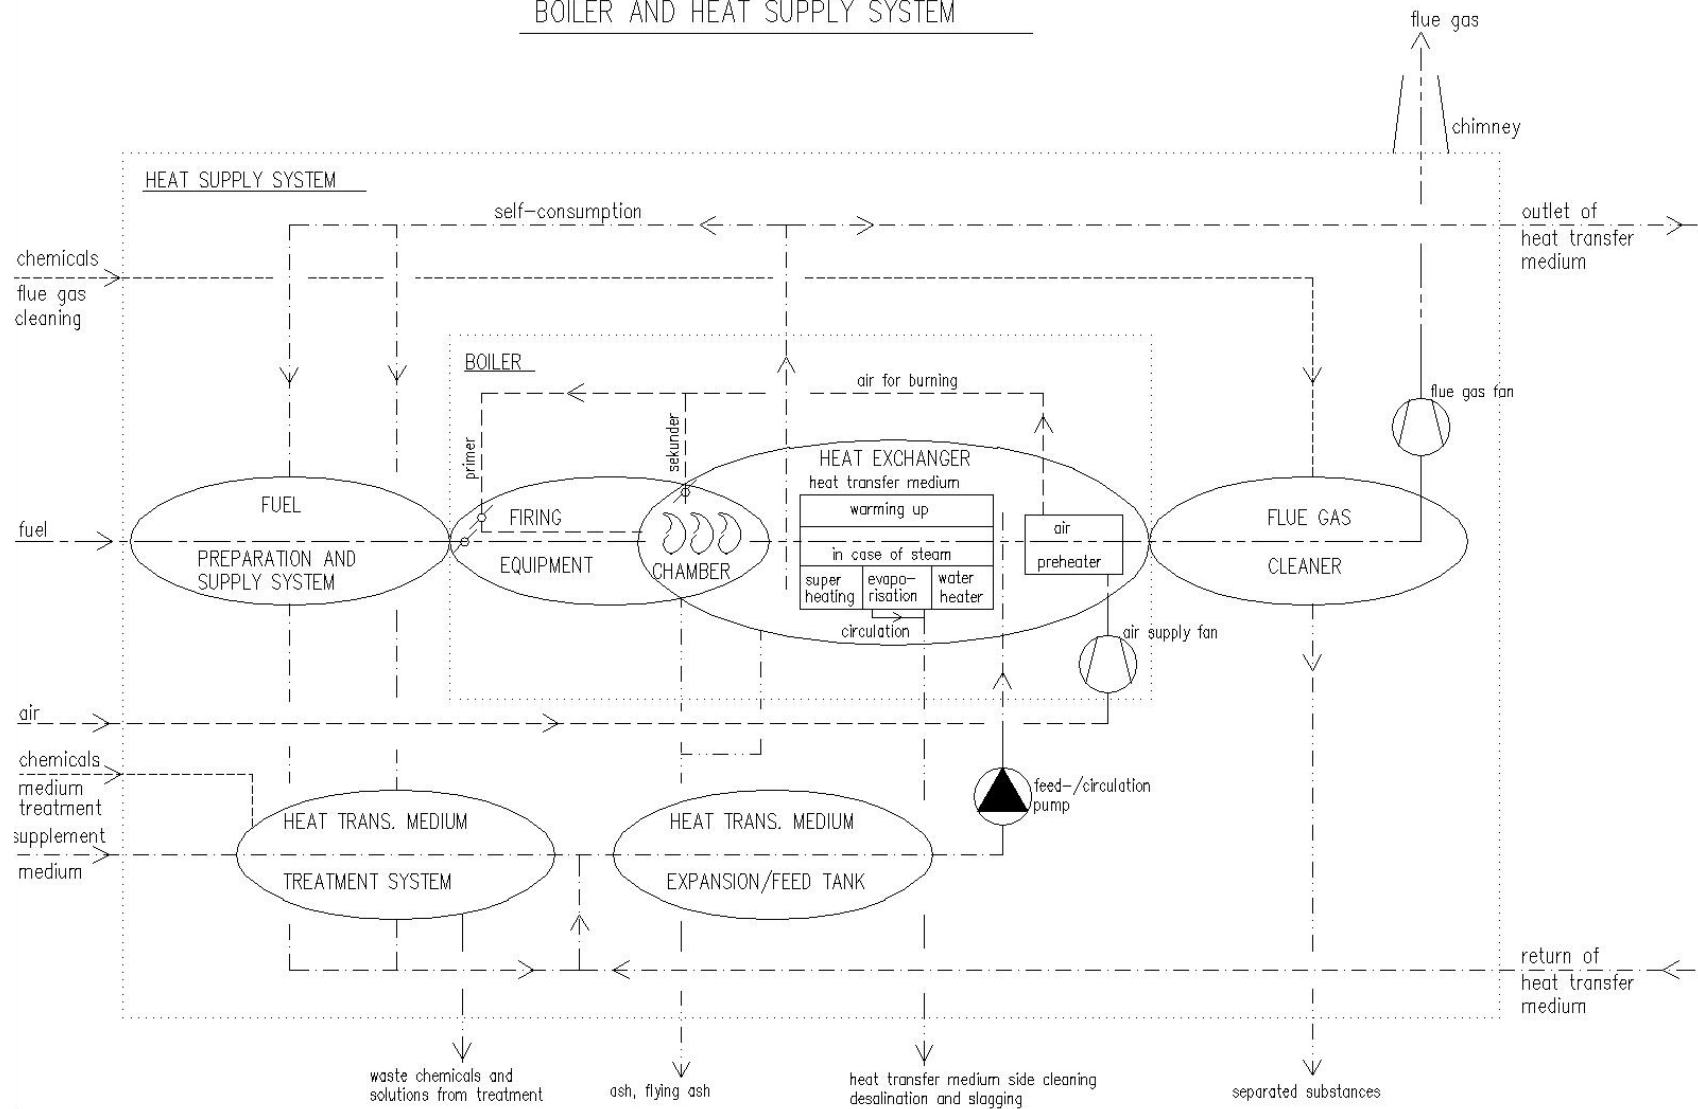 BOILER AND HEAT SUPPLY SYSTEM
flue gas
chimney
HEAT SUPPLY SYSTEM
self-consumption
outlet of
heat transfer
medium
chemicals
flue gas
cleaning
BOILER
air for burning
flue gas fan
primer
sekunder
HEAT EXCHANGER
heat transfer medium
warming up
in case of steam
super
heating
evapo-
risation
water
heater
circulation
air
preheater
fuel
FUEL
PREPARATION AND
SUPPLY SYSTEM
FIRING
EQUIPMENT
CHAMBER
FLUE GAS
CLEANER
air supply fan
air
chemicals
medium
treatment
supplement
medium
HEAT TRANS. MEDIUM
TREATMENT SYSTEM
HEAT TRANS. MEDIUM
EXPANSION/FEED TANK
feed-/circulation
pump
return of
heat transfer
medium
waste chemicals and
solutions from treatment
ash, flying ash
heat transfer medium side cleaning
desalination and slagging
separated substances